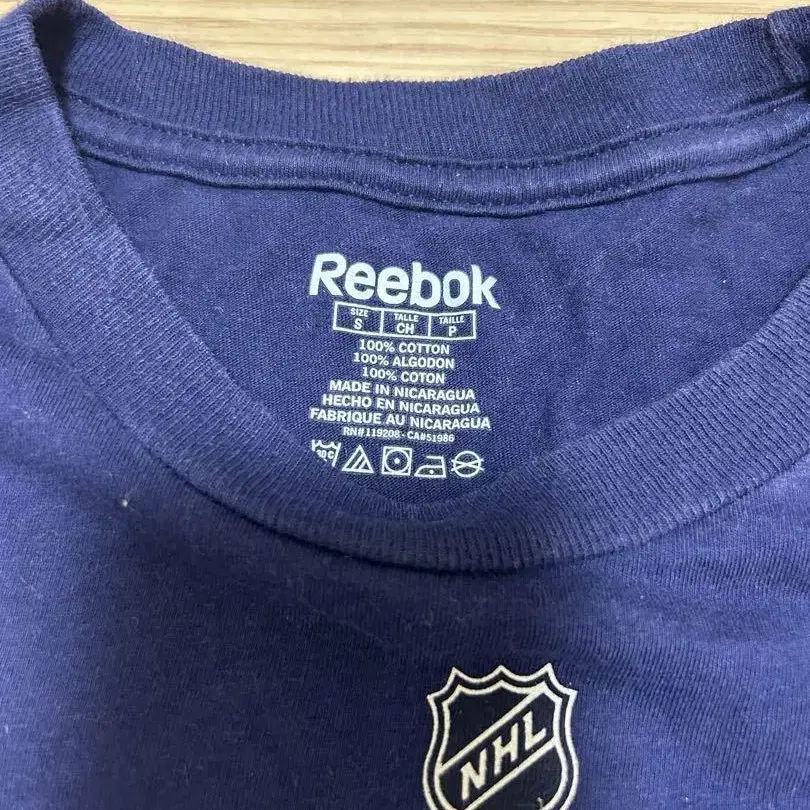 Reebok
SIZE TALLE TAILLE
S CH P
100% COTTON
100% ALGODON
100% COTON
MADE IN NICARAGUA
HECHO EN NICARAGUA
FABRIQUE AU NICARAGUA
RN#119208 - CA#51986
30 C
NHL